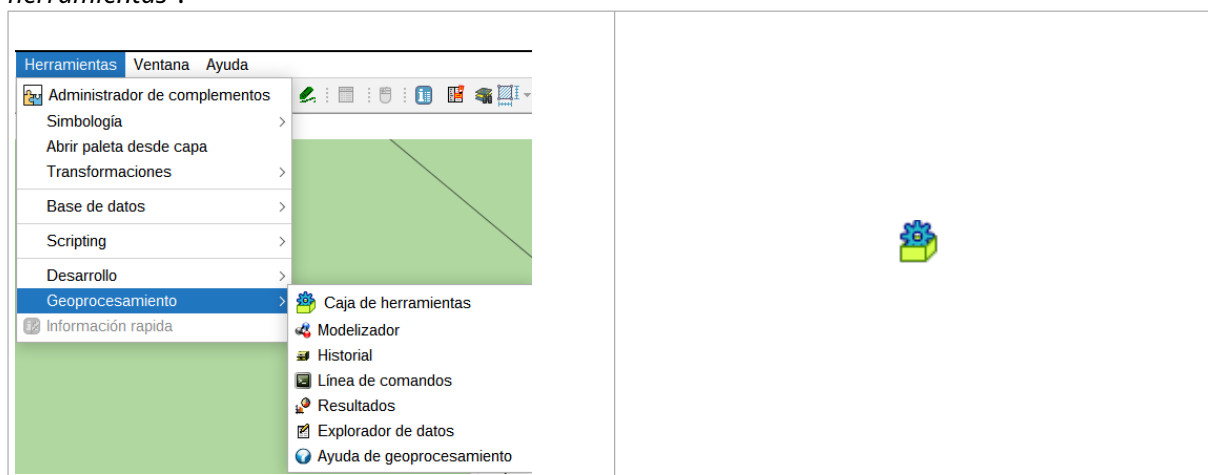 herramientas".
Herramientas Ventana Ayuda
Administrador de complementos
Simbología
Abrir paleta desde capa
Transformaciones
Base de datos
Scripting
Desarrollo
Geoprocesamiento
Caja de herramientas
Información rapida
Modelizador
Historial
Línea de comandos
Resultados
Explorador de datos
Ayuda de geoprocesamiento